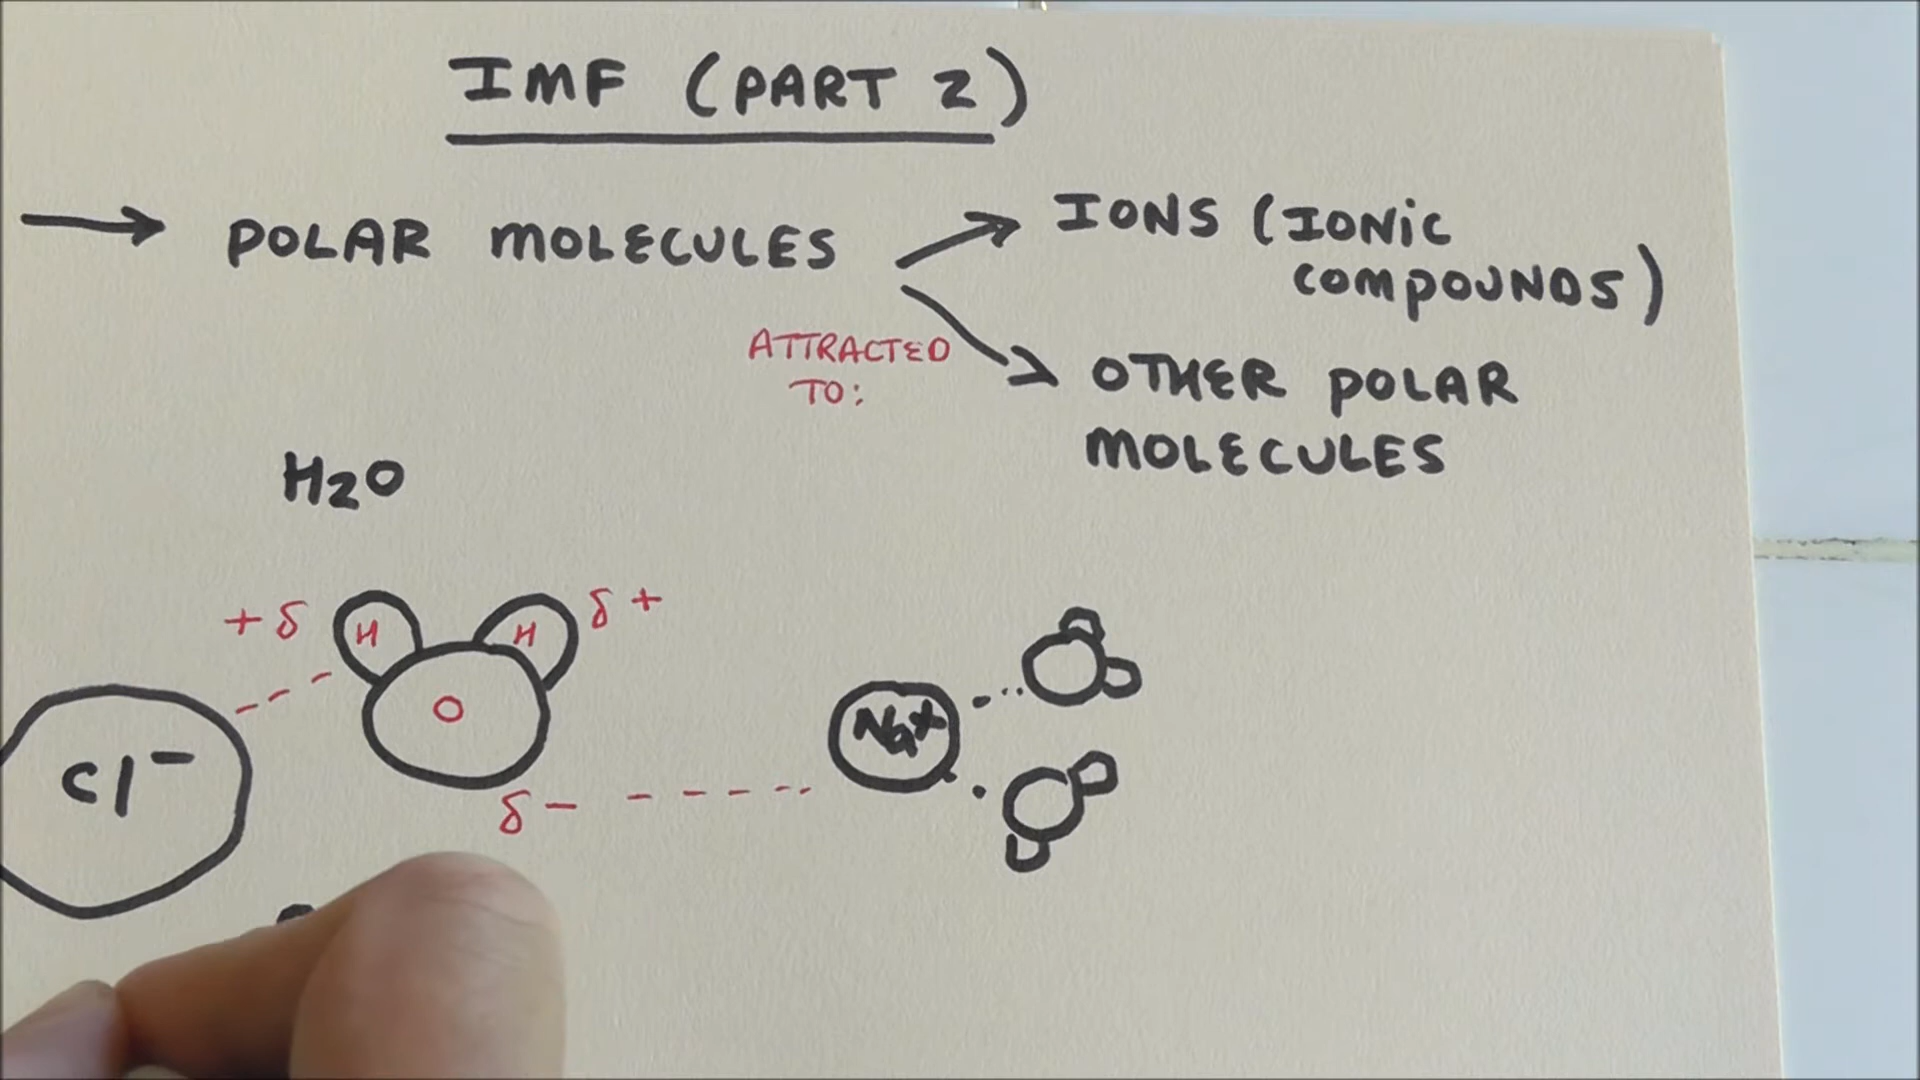 IMF (PART 2)
POLAR MOLECULES
IONS (IONIC
COMPOUNDS)
ATTRACTED
TO:
OTHER POLAR
MOLECULES
H2O
+ δ
H
H
δ +
O
Cl⁻
Na+
δ -